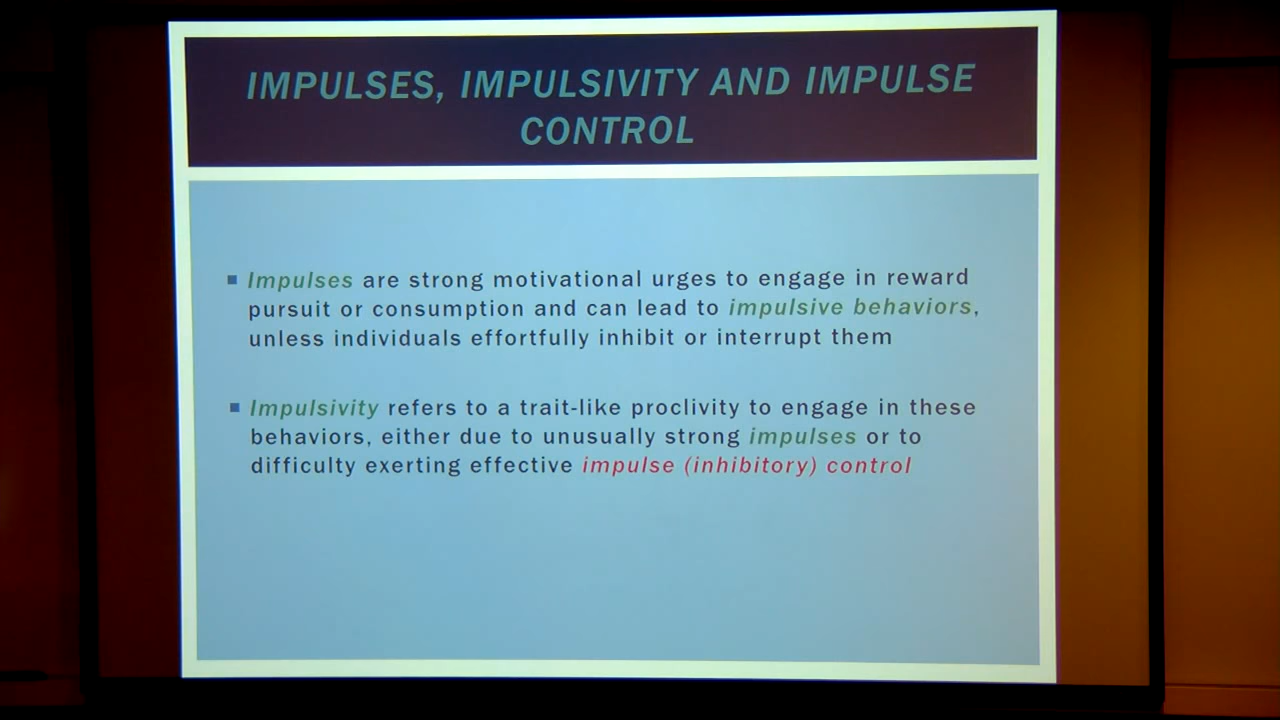 IMPULSES, IMPULSIVITY AND IMPULSE
CONTROL
▪ Impulses are strong motivational urges to engage in reward
pursuit or consumption and can lead to impulsive behaviors,
unless individuals effortfully inhibit or interrupt them
▪ Impulsivity refers to a trait-like proclivity to engage in these
behaviors, either due to unusually strong impulses or to
difficulty exerting effective impulse (inhibitory) control